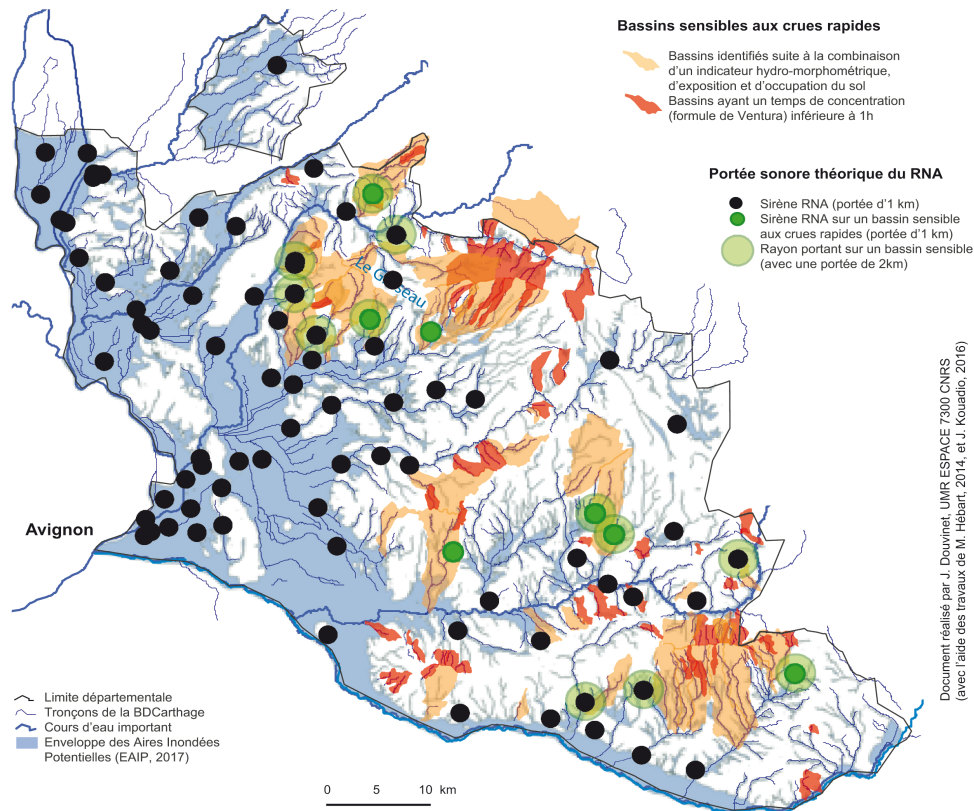 Bassins sensibles aux crues rapides
Bassins identifiés suite à la combinaison
d'un indicateur hydro-morphométrique,
d'exposition et d'occupation du sol
Bassins ayant un temps de concentration
(formule de Ventura) inférieure à 1h
Portée sonore théorique du RNA
Sirène RNA (portée d'1 km)
Sirène RNA sur un bassin sensible
aux crues rapides (portée d'1 km)
Rayon portant sur un bassin sensible
(avec une portée de 2km)
Le Groseau
Avignon
Document réalisé par J. Douvinet, UMR ESPACE 7300 CNRS
(avec l'aide des travaux de M. Hébart, 2014, et J. Kouadio, 2016)
Limite départementale
Tronçons de la BDCarthage
Cours d'eau important
Enveloppe des Aires Inondées
Potentielles (EAIP, 2017)
0 5 10 km